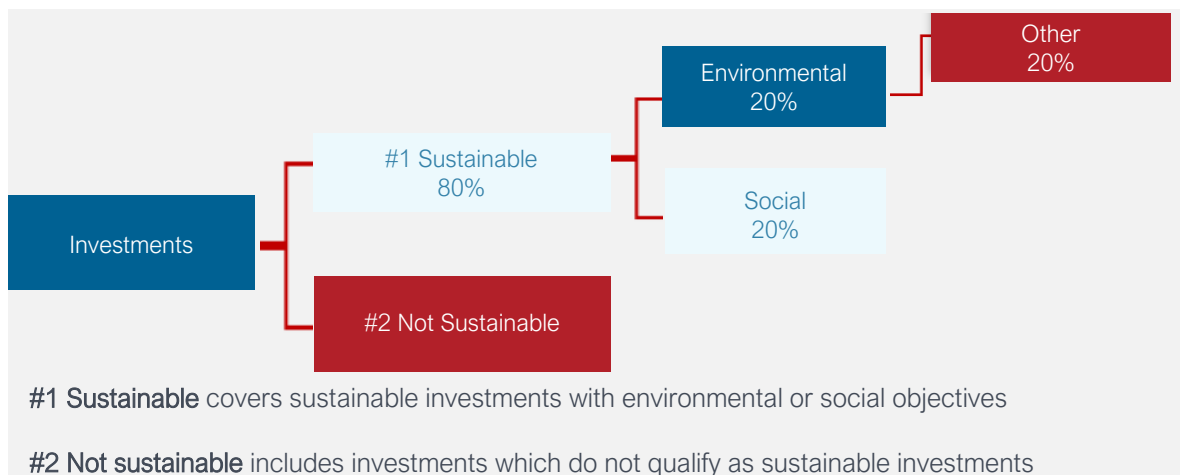 Other
20%
Environmental
20%
#1 Sustainable
80%
Social
20%
Investments
#2 Not Sustainable
#1 Sustainable covers sustainable investments with environmental or social objectives
#2 Not sustainable includes investments which do not qualify as sustainable investments